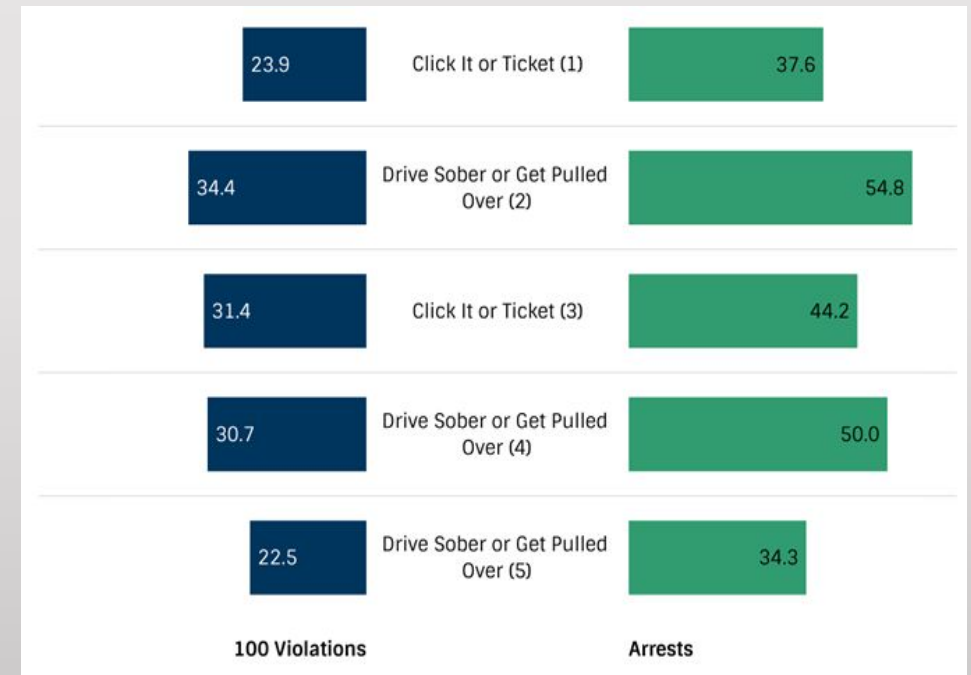 23.9
Click It or Ticket (1)
37.6
34.4
Drive Sober or Get Pulled
Over (2)
54.8
31.4
Click It or Ticket (3)
44.2
30.7
Drive Sober or Get Pulled
Over (4)
50.0
22.5
Drive Sober or Get Pulled
Over (5)
34.3
100 Violations
Arrests